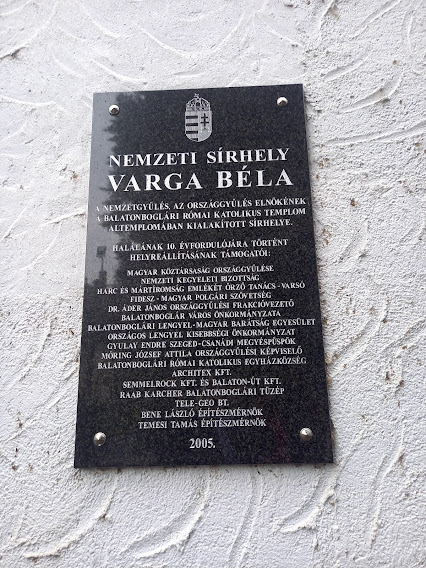 NEMZETI SÍRHELY
VARGA BÉLA
A NEMZETGYŰLÉS, AZ ORSZÁGGYŰLÉS ELNÖKÉNEK
A BALATONBOGLÁRI RÓMAI KATOLIKUS TEMPLOM
ALTEMPLOMÁBAN KIALAKÍTOTT SÍRHELYE.
HALÁLÁNAK 10. ÉVFORDULÓJÁRA TÖRTÉNT
HELYREÁLLÍTÁSÁNAK TÁMOGATÓI:
MAGYAR KÖZTÁRSASÁG ORSZÁGGYŰLÉSE
NEMZETI KEGYELETI BIZOTTSÁG
HARC ÉS MÁRTÍROMSÁG EMLÉKÉT ŐRZŐ TANÁCS - VARSÓ
FIDESZ - MAGYAR POLGÁRI SZÖVETSÉG
DR. ÁDER JÁNOS ORSZÁGGYŰLÉSI FRAKCIÓVEZETŐ
BALATONBOGLÁR VÁROS ÖNKORMÁNYZATA
BALATONBOGLÁRI LENGYEL-MAGYAR BARÁTSÁG EGYESÜLET
ORSZÁGOS LENGYEL KISEBBSÉGI ÖNKORMÁNYZAT
GYULAY ENDRE SZEGED-CSANÁDI MEGYÉSPÜSPÖK
MÓRING JÓZSEF ATTILA ORSZÁGGYŰLÉSI KÉPVISELŐ
BALATONBOGLÁRI RÓMAI KATOLIKUS EGYHÁZKÖZSÉG
ARCHITEX KFT.
SEMMELROCK KFT. ÉS BALATON-ÚT KFT.
RAAB KARCHER BALATONBOGLÁRI TÜZÉP
TELE-GEO BT.
BENE LÁSZLÓ ÉPÍTÉSZMÉRNÖK
TEMESI TAMÁS ÉPÍTÉSZMÉRNÖK
2005.